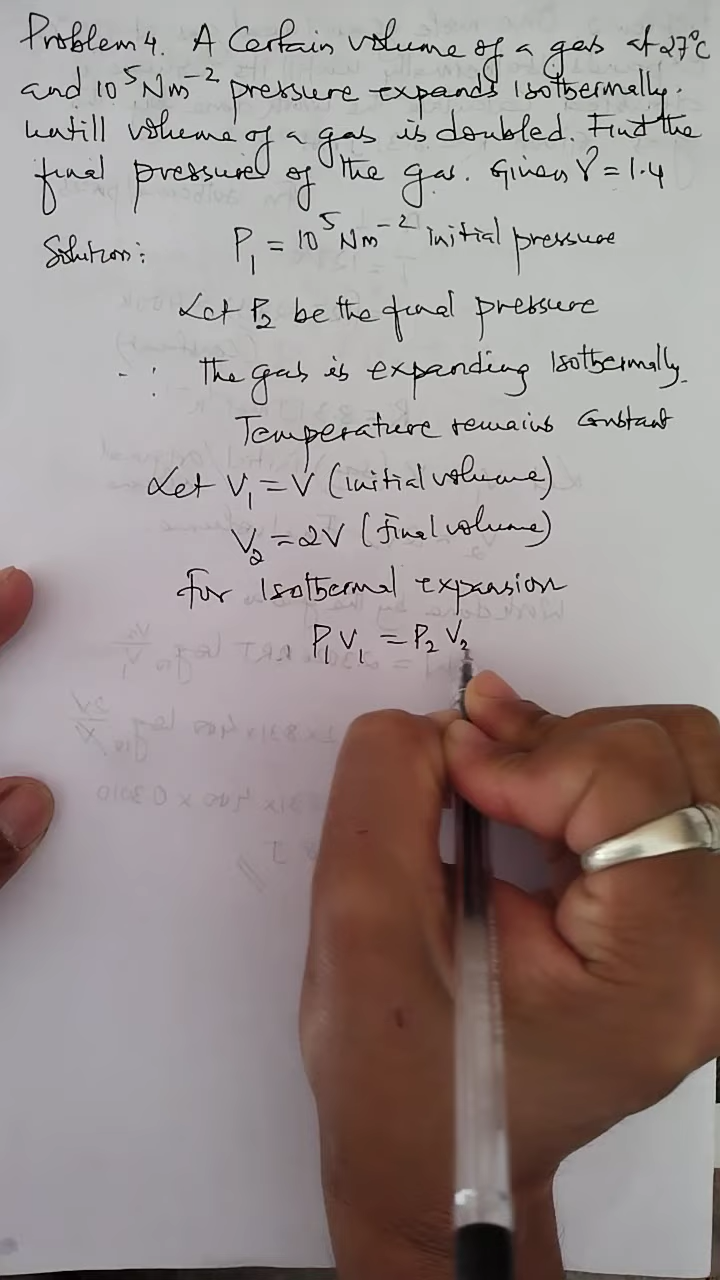 Problem 4. A Certain volume of a gas at 27°C
and 10⁵ Nm⁻² pressure expands Isothermally.
untill volume of a gas is doubled. Find the
final pressure of the gas. Given γ = 1.4
Solution: P₁ = 10⁵ Nm⁻² initial pressure
Let P₂ be the final pressure
∴ the gas is expanding Isothermally.
Temperature remains Constant
Let V₁ = V (initial volume)
V₂ = 2V (final volume)
for Isothermal expansion
P₁V₁ = P₂V₂